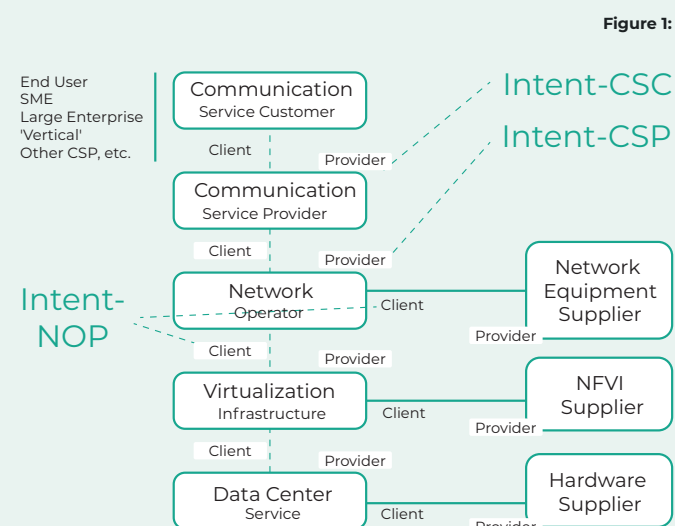 Figure 1:
End User
SME
Large Enterprise
'Vertical'
Other CSP, etc.
Communication
Service Customer
Intent-CSC
Intent-CSP
Client
Provider
Communication
Service Provider
Client
Provider
Network
Operator
Client
Network
Equipment
Supplier
Provider
Intent-
NOP
Client
Provider
Virtualization
Infrastructure
Client
NFVI
Supplier
Provider
Client
Provider
Data Center
Service
Client
Hardware
Supplier
Provider